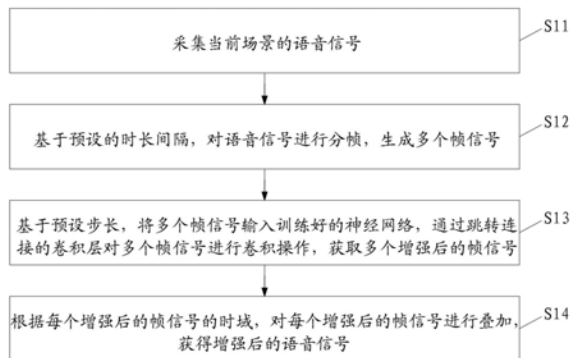 采集当前场景的语音信号
S11
基于预设的时长间隔，对语音信号进行分帧，生成多个帧信号
S12
基于预设步长，将多个帧信号输入训练好的神经网络，通过跳转连
接的卷积层对多个帧信号进行卷积操作，获取多个增强后的帧信号
S13
根据每个增强后的帧信号的时域，对每个增强后的帧信号进行叠加，
获得增强后的语音信号
S14